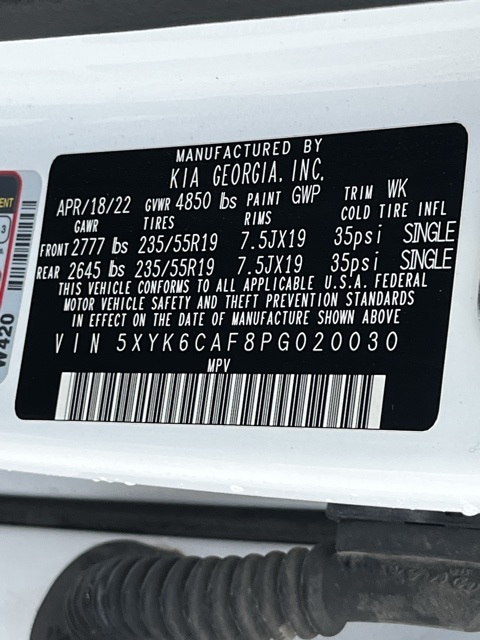 MANUFACTURED BY
KIA GEORGIA, INC.
APR/18/22 GVWR 4850 lbs PAINT GWP TRIM WK
GAWR TIRES RIMS COLD TIRE INFL
FRONT 2777 lbs 235/55R19 7.5JX19 35psi SINGLE
REAR 2645 lbs 235/55R19 7.5JX19 35psi SINGLE
THIS VEHICLE CONFORMS TO ALL APPLICABLE U.S.A. FEDERAL
MOTOR VEHICLE SAFETY AND THEFT PREVENTION STANDARDS
IN EFFECT ON THE DATE OF MANUFACTURE SHOWN ABOVE
VIN 5XYK6CAF8PG020030
MPV
W420